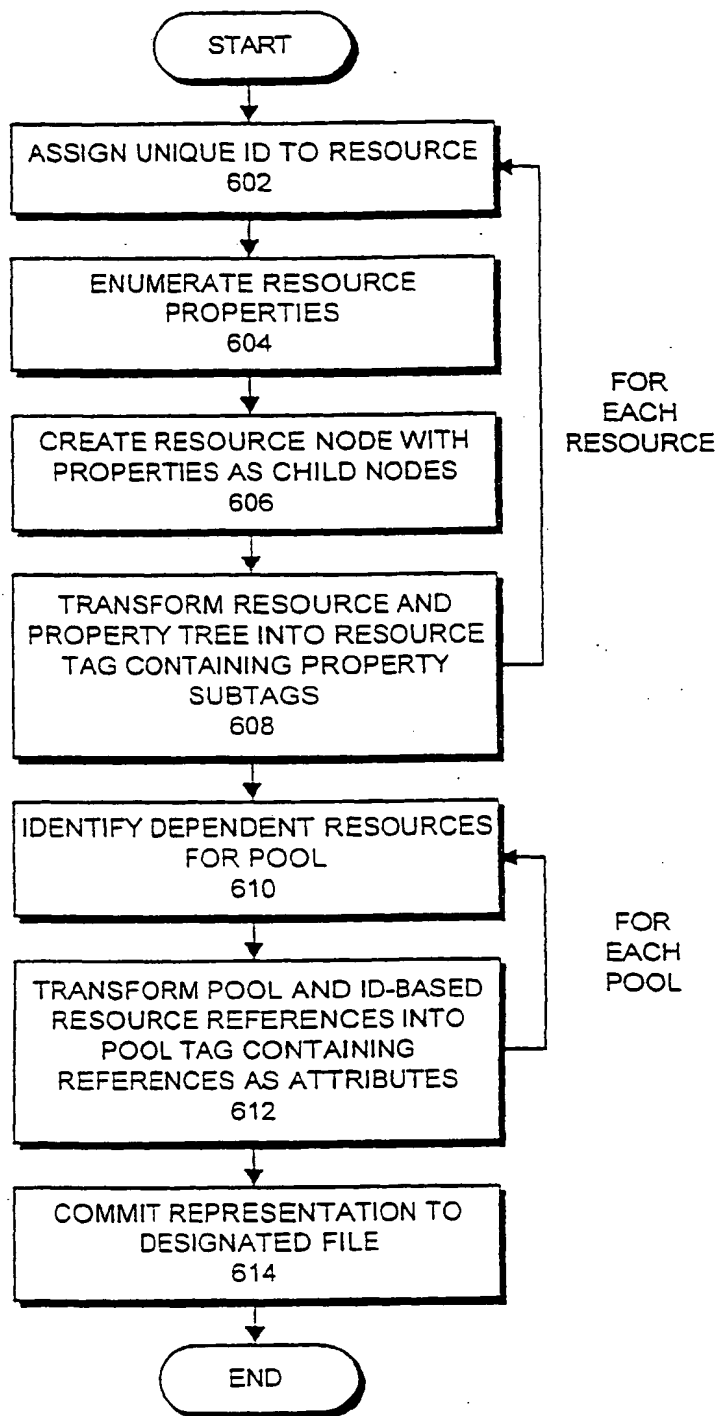 START
ASSIGN UNIQUE ID TO RESOURCE
602
ENUMERATE RESOURCE
PROPERTIES
604
CREATE RESOURCE NODE WITH
PROPERTIES AS CHILD NODES
606
TRANSFORM RESOURCE AND
PROPERTY TREE INTO RESOURCE
TAG CONTAINING PROPERTY
SUBTAGS
608
FOR
EACH
RESOURCE
IDENTIFY DEPENDENT RESOURCES
FOR POOL
610
TRANSFORM POOL AND ID-BASED
RESOURCE REFERENCES INTO
POOL TAG CONTAINING
REFERENCES AS ATTRIBUTES
612
FOR
EACH
POOL
COMMIT REPRESENTATION TO
DESIGNATED FILE
614
END